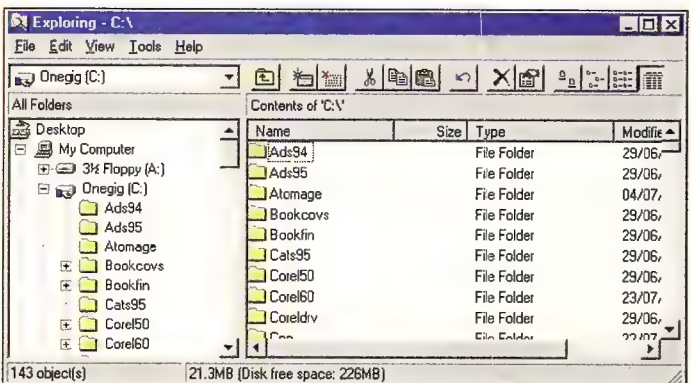 Exploring - C:\
File Edit View Tools Help
Onegig (C:)
All Folders
Contents of 'C:\'
Desktop
My Computer
3½ Floppy (A:)
Onegig (C:)
Ads94
Ads95
Atomage
Bookcovs
Bookfin
Cats95
Corel50
Corel60
Name Size Type Modifie
Ads94 File Folder 29/06/
Ads95 File Folder 29/06/
Atomage File Folder 04/07/
Bookcovs File Folder 29/06/
Bookfin File Folder 29/06/
Cats95 File Folder 29/06/
Corel50 File Folder 29/06/
Corel60 File Folder 23/07/
Coreldrv File Folder 29/06/
File Folder
143 object(s) 21.3MB (Disk free space: 226MB)